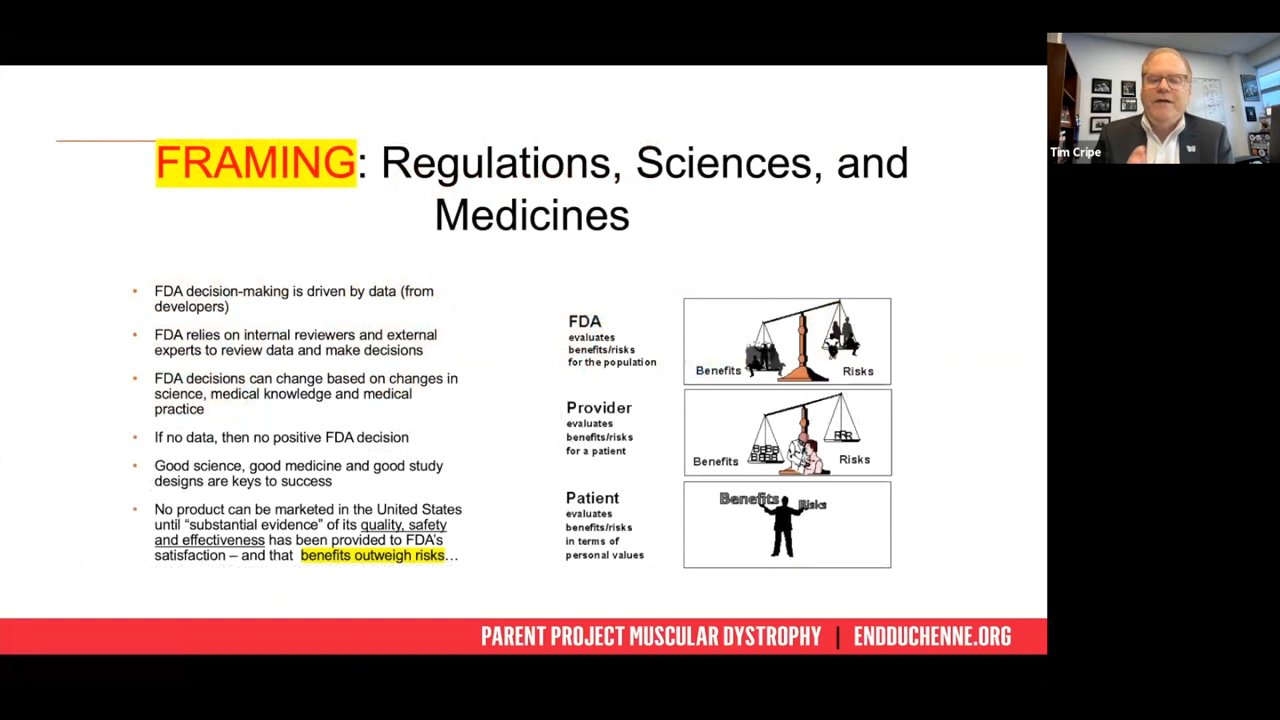 FRAMING: Regulations, Sciences, and
Medicines
• FDA decision-making is driven by data (from
developers)
• FDA relies on internal reviewers and external
experts to review data and make decisions
• FDA decisions can change based on changes in
science, medical knowledge and medical
practice
• If no data, then no positive FDA decision
• Good science, good medicine and good study
designs are keys to success
• No product can be marketed in the United States
until “substantial evidence” of its quality, safety
and effectiveness has been provided to FDA’s
satisfaction – and that benefits outweigh risks…
FDA
evaluates
benefits/risks
for the population
Benefits
Risks
Provider
evaluates
benefits/risks
for a patient
Benefits
Risks
Patient
evaluates
benefits/risks
in terms of
personal values
Benefits
Risks
PARENT PROJECT MUSCULAR DYSTROPHY | ENDDUCHENNE.ORG
Tim Cripe